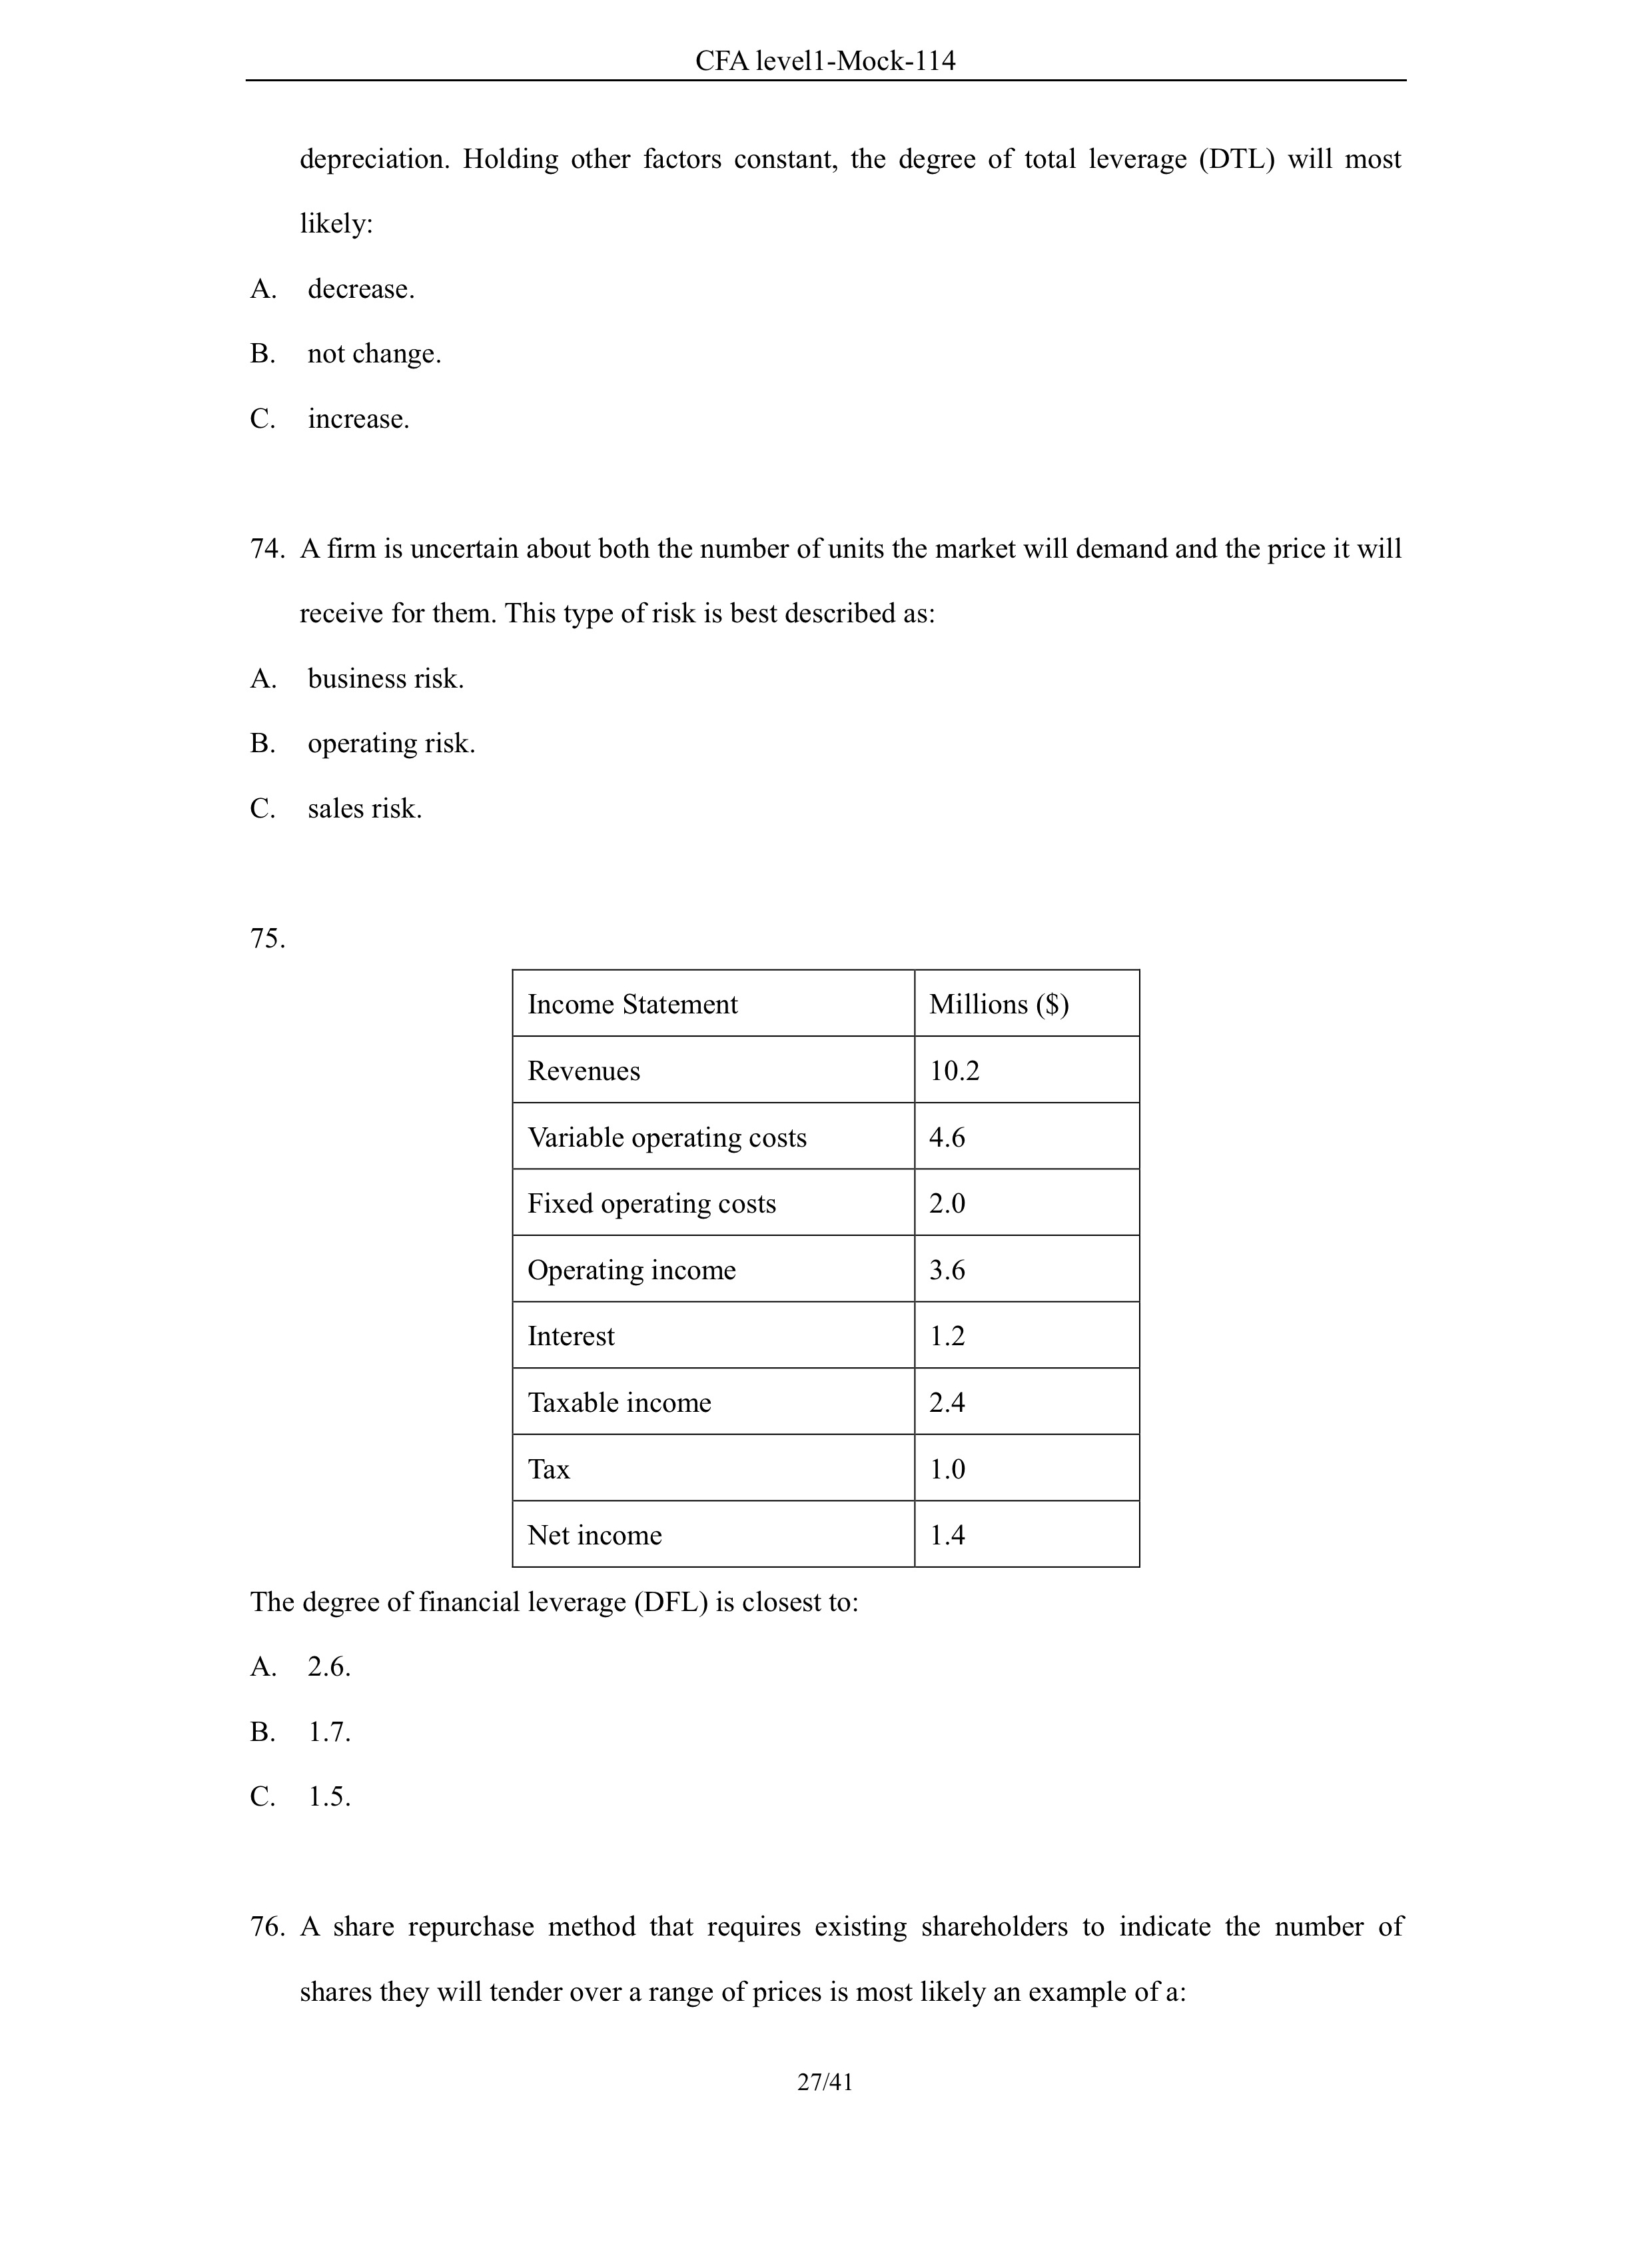 CFA level1-Mock-114
depreciation. Holding other factors constant, the degree of total leverage (DTL) will most
likely:
A. decrease.
B. not change.
C. increase.
74. A firm is uncertain about both the number of units the market will demand and the price it will
receive for them. This type of risk is best described as:
A. business risk.
B. operating risk.
C. sales risk.
75.
Income Statement Millions ($)
Revenues 10.2
Variable operating costs 4.6
Fixed operating costs 2.0
Operating income 3.6
Interest 1.2
Taxable income 2.4
Tax 1.0
Net income 1.4
The degree of financial leverage (DFL) is closest to:
A. 2.6.
B. 1.7.
C. 1.5.
76. A share repurchase method that requires existing shareholders to indicate the number of
shares they will tender over a range of prices is most likely an example of a:
27/41